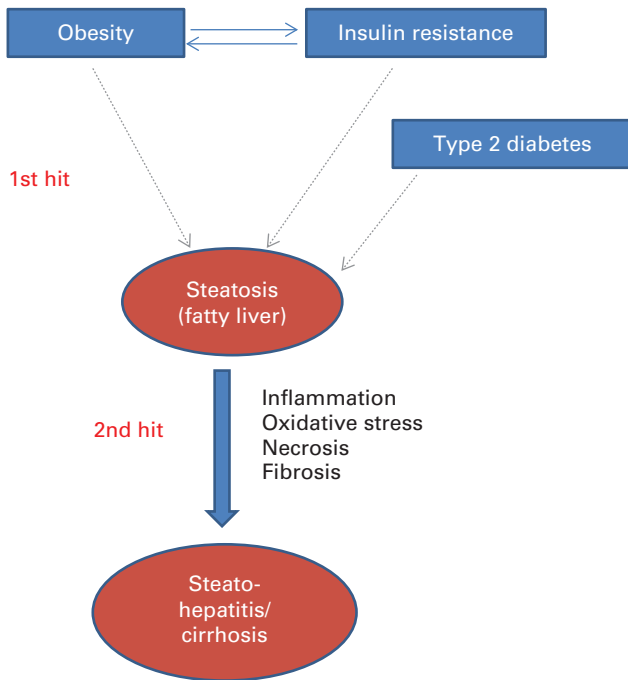 Obesity
Insulin resistance
Type 2 diabetes
1st hit
Steatosis
(fatty liver)
2nd hit
Inflammation
Oxidative stress
Necrosis
Fibrosis
Steato-
hepatitis/
cirrhosis